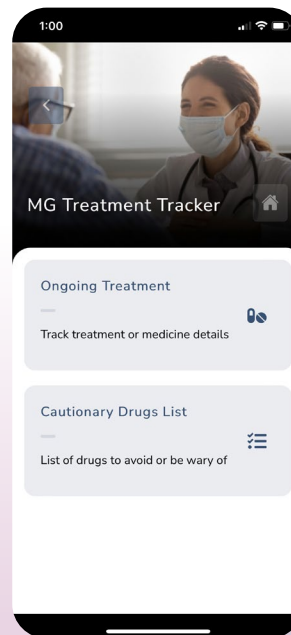 1:00
MG Treatment Tracker
Ongoing Treatment
Track treatment or medicine details
Cautionary Drugs List
List of drugs to avoid or be wary of